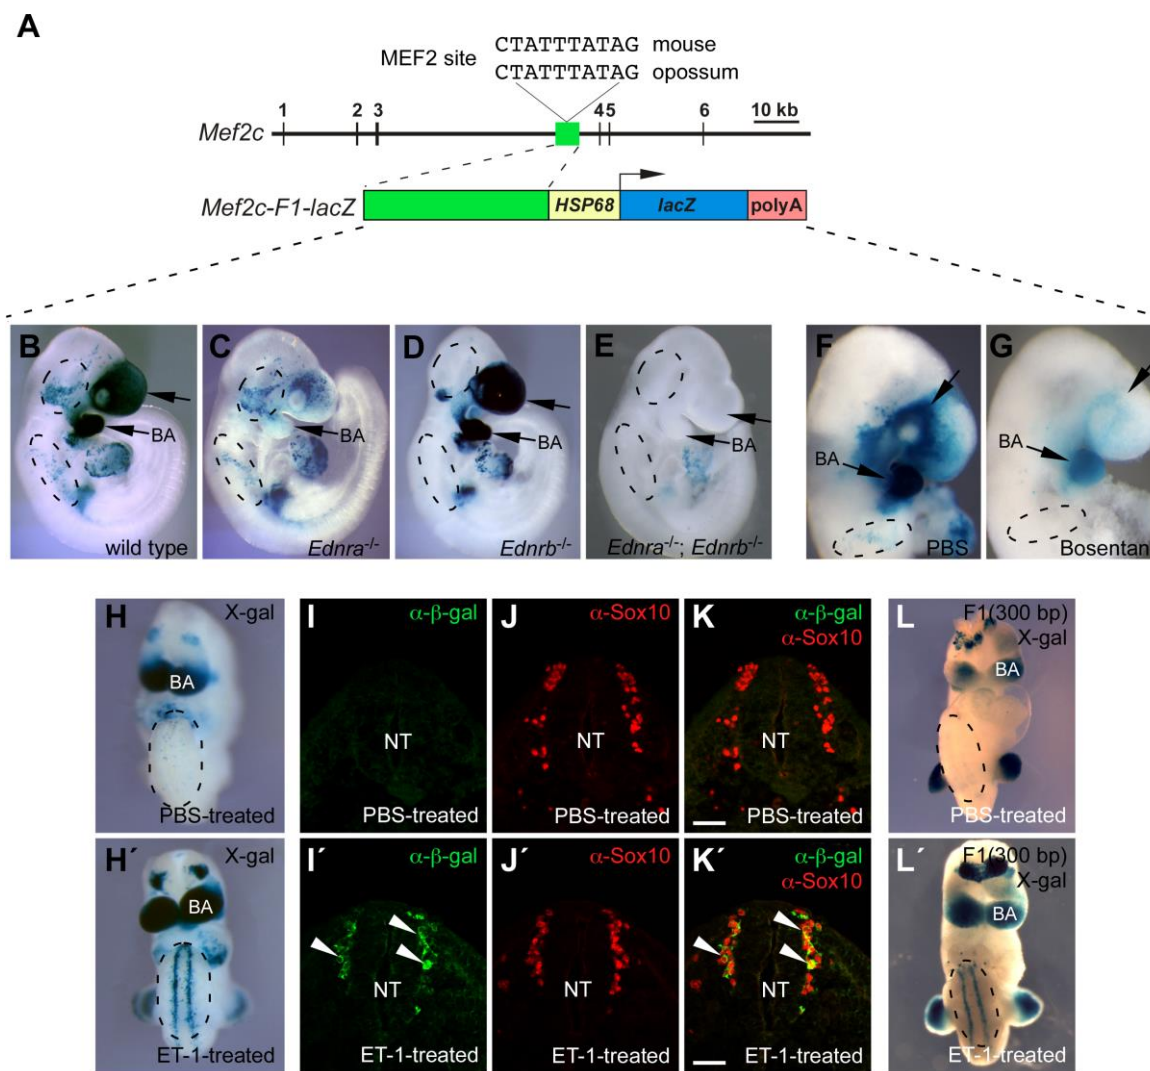 A
MEF2 site
CTATTTATAG mouse
CTATTTATAG opossum
1 2 3 45 6 10 kb
Mef2c
Mef2c-F1-lacZ HSP68 lacZ polyA
B C D E F G
BA BA BA BA BA
wild type Ednra-/- Ednrb-/- Ednra-/-; Ednrb-/- PBS Bosentan
H X-gal I α-β-gal J α-Sox10 K α-β-gal L F1(300 bp)
α-Sox10 X-gal
BA BA
NT NT NT
PBS-treated PBS-treated PBS-treated PBS-treated PBS-treated
H´ X-gal I´ α-β-gal J´ α-Sox10 K´ α-β-gal L´ F1(300 bp)
α-Sox10 X-gal
BA BA
NT NT NT
ET-1-treated ET-1-treated ET-1-treated ET-1-treated ET-1-treated